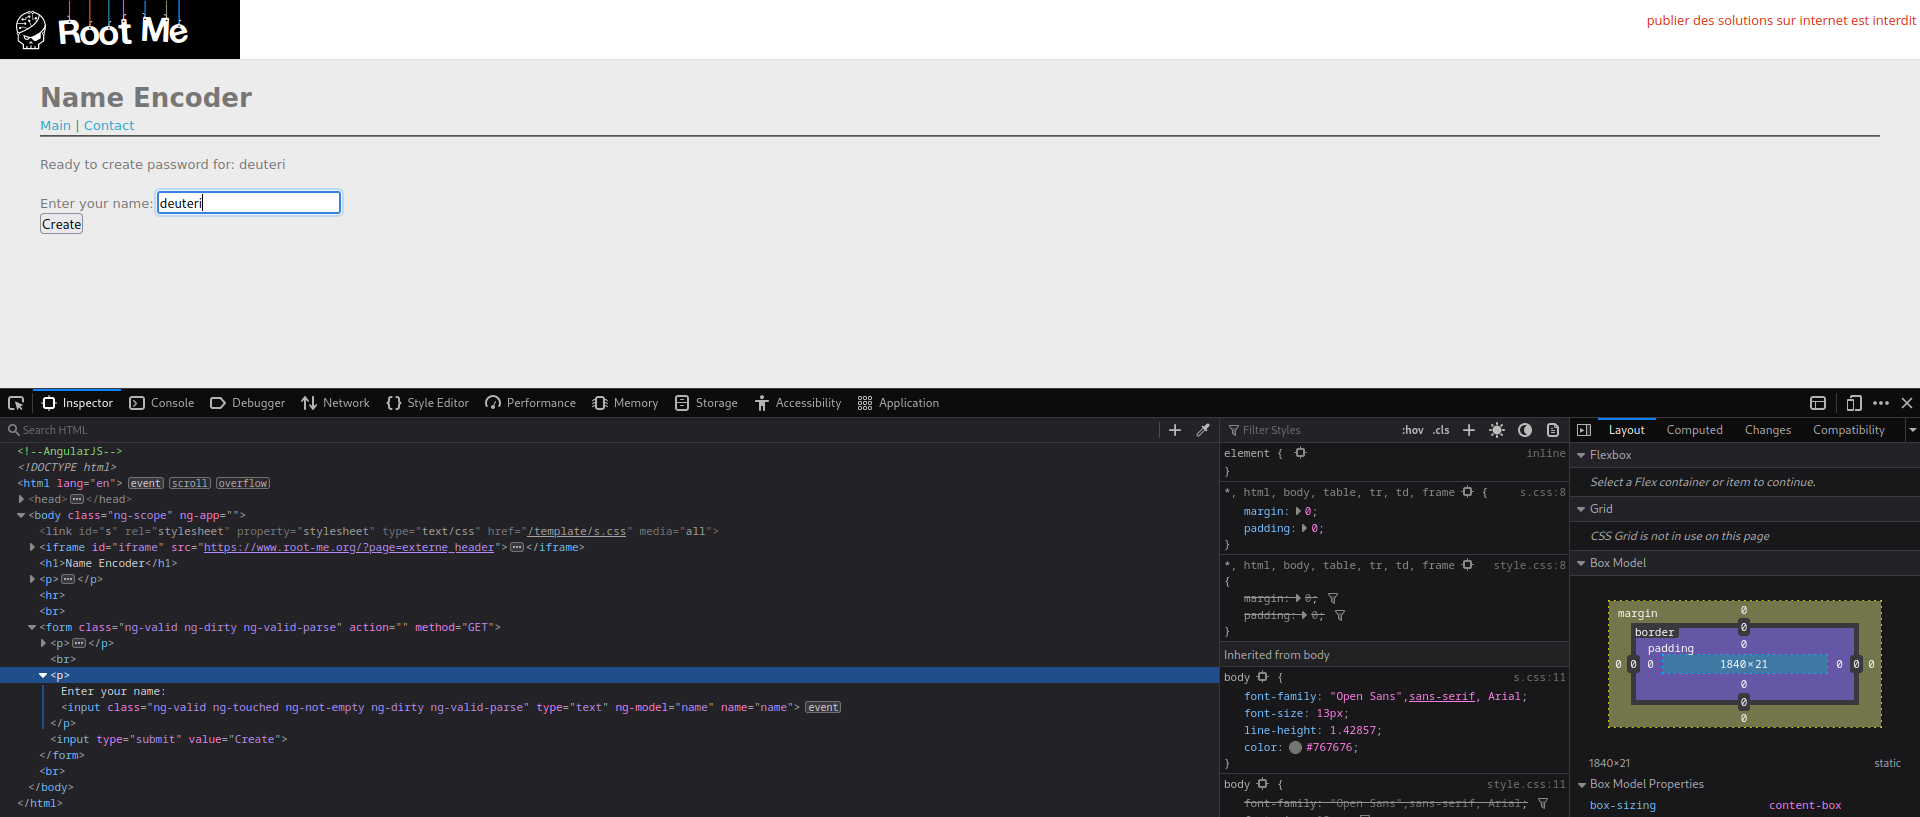 Root Me
publier des solutions sur internet est interdit
Name Encoder
Main | Contact
Ready to create password for: deuteri
Enter your name: deuteri
Create
Inspector Console Debugger Network Style Editor Performance Memory Storage Accessibility Application
Search HTML
<!--AngularJS-->
<!DOCTYPE html>
<html lang="en"> event scroll overflow
<head> </head>
<body class="ng-scope" ng-app="">
<link id="s" rel="stylesheet" property="stylesheet" type="text/css" href="/template/s.css" media="all">
<iframe id="iframe" src="https://www.root-me.org/?page=externe_header"> </iframe>
<h1>Name Encoder</h1>
<p> </p>
<hr>
<br>
<form class="ng-valid ng-dirty ng-valid-parse" action="" method="GET">
<p> </p>
<br>
<p>
Enter your name:
<input class="ng-valid ng-touched ng-not-empty ng-dirty ng-valid-parse" type="text" ng-model="name" name="name"> event
</p>
<input type="submit" value="Create">
</form>
<br>
</body>
</html>
Filter Styles :hov .cls
element { inline
}
*, html, body, table, tr, td, frame { s.css:8
margin: 0;
padding: 0;
}
*, html, body, table, tr, td, frame style.css:8
{
margin: 0;
padding: 0;
}
Inherited from body
body { s.css:11
font-family: "Open Sans",sans-serif, Arial;
font-size: 13px;
line-height: 1.42857;
color: #767676;
}
body { style.css:11
font-family: "Open Sans",sans-serif, Arial;
Layout Computed Changes Compatibility
Flexbox
Select a Flex container or item to continue.
Grid
CSS Grid is not in use on this page
Box Model
margin 0
border 0
padding 0
0 0 0 1840×21 0 0 0
0
0
0
1840×21 static
Box Model Properties
box-sizing content-box